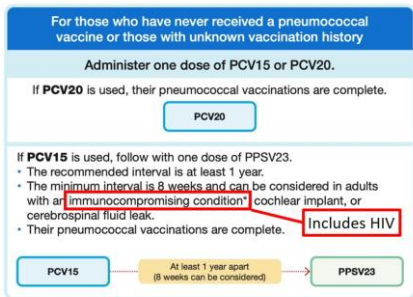 For those who have never received a pneumococcal
vaccine or those with unknown vaccination history
Administer one dose of PCV15 or PCV20.
If PCV20 is used, their pneumococcal vaccinations are complete.
PCV20
If PCV15 is used, follow with one dose of PPSV23.
• The recommended interval is at least 1 year.
• The minimum interval is 8 weeks and can be considered in adults
with an immunocompromising condition* cochlear implant, or
cerebrospinal fluid leak.
Includes HIV
• Their pneumococcal vaccinations are complete.
PCV15
At least 1 year apart
(8 weeks can be considered)
PPSV23